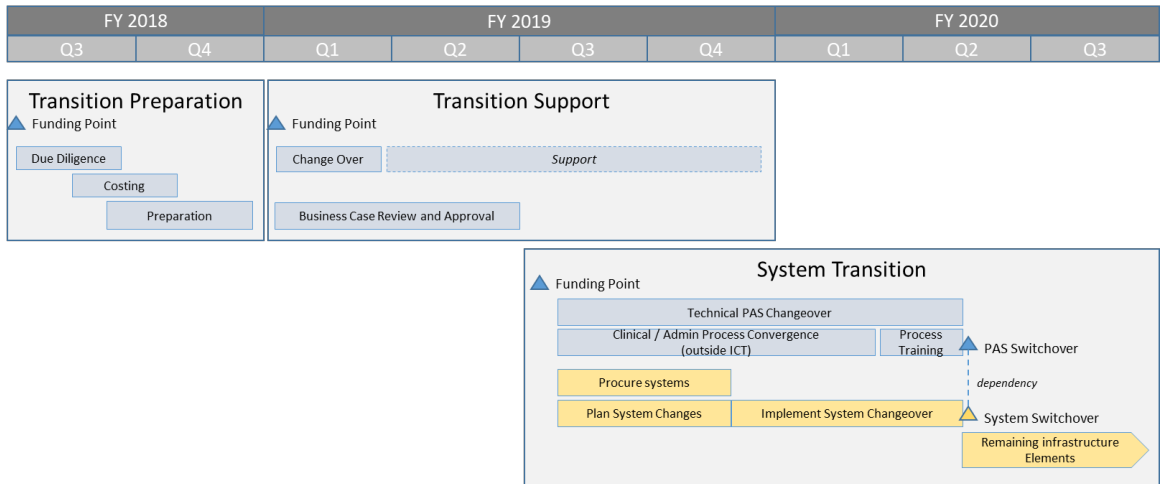 FY 2018
FY 2019
FY 2020
Q3
Q4
Q1
Q2
Q3
Q4
Q1
Q2
Q3
Transition Preparation
Funding Point
Due Diligence
Costing
Preparation
Transition Support
Funding Point
Change Over
Support
Business Case Review and Approval
System Transition
Funding Point
Technical PAS Changeover
Clinical / Admin Process Convergence
(outside ICT)
Process
Training
PAS Switchover
Procure systems
dependency
Plan System Changes
Implement System Changeover
System Switchover
Remaining infrastructure
Elements